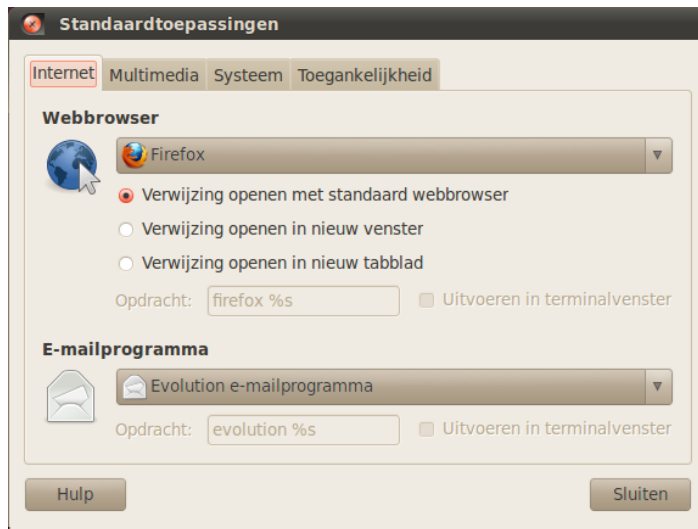 Standaardtoepassingen
Internet Multimedia Systeem Toegankelijkheid
Webbrowser
Firefox
Verwijzing openen met standaard webbrowser
Verwijzing openen in nieuw venster
Verwijzing openen in nieuw tabblad
Opdracht: firefox %s Uitvoeren in terminalvenster
E-mailprogramma
Evolution e-mailprogramma
Opdracht: evolution %s Uitvoeren in terminalvenster
Hulp Sluiten